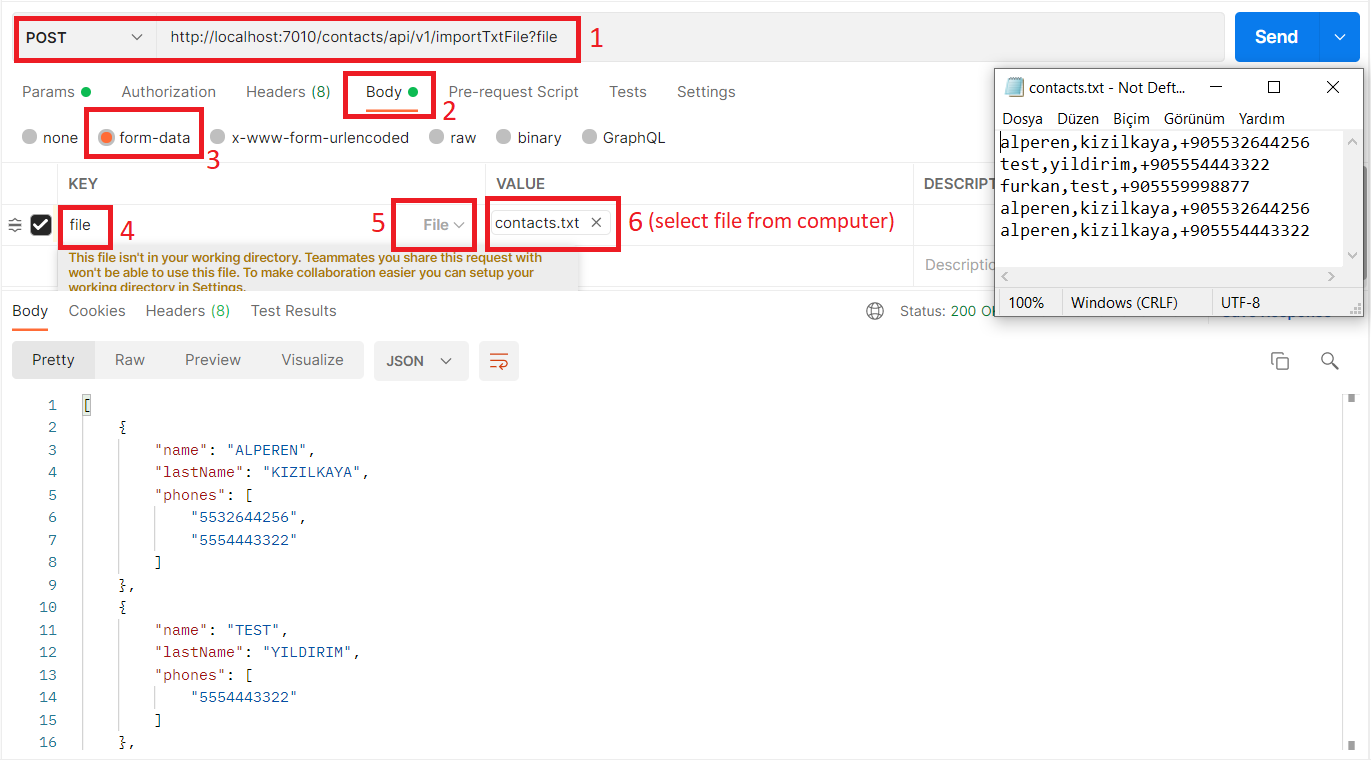 POST http://localhost:7010/contacts/api/v1/importTxtFile?file 1 Send
Params Authorization Headers (8) Body Pre-request Script Tests Settings
2
none form-data x-www-form-urlencoded raw binary GraphQL
3
KEY VALUE DESCRIPT
file 4 5 File contacts.txt 6 (select file from computer)
This file isn't in your working directory. Teammates you share this request with
won't be able to use this file. To make collaboration easier you can setup your
working directory in Settings.
Descriptio
contacts.txt - Not Deft...
Dosya Düzen Biçim Görünüm Yardım
alperen,kizilkaya,+905532644256
test,yildirim,+905554443322
furkan,test,+905559998877
alperen,kizilkaya,+905532644256
alperen,kizilkaya,+905554443322
100% Windows (CRLF) UTF-8
Body Cookies Headers (8) Test Results Status: 200 O
Pretty Raw Preview Visualize JSON
1 [
2 {
3 "name": "ALPEREN",
4 "lastName": "KIZILKAYA",
5 "phones": [
6 "5532644256",
7 "5554443322"
8 ]
9 },
10 {
11 "name": "TEST",
12 "lastName": "YILDIRIM",
13 "phones": [
14 "5554443322"
15 ]
16 },